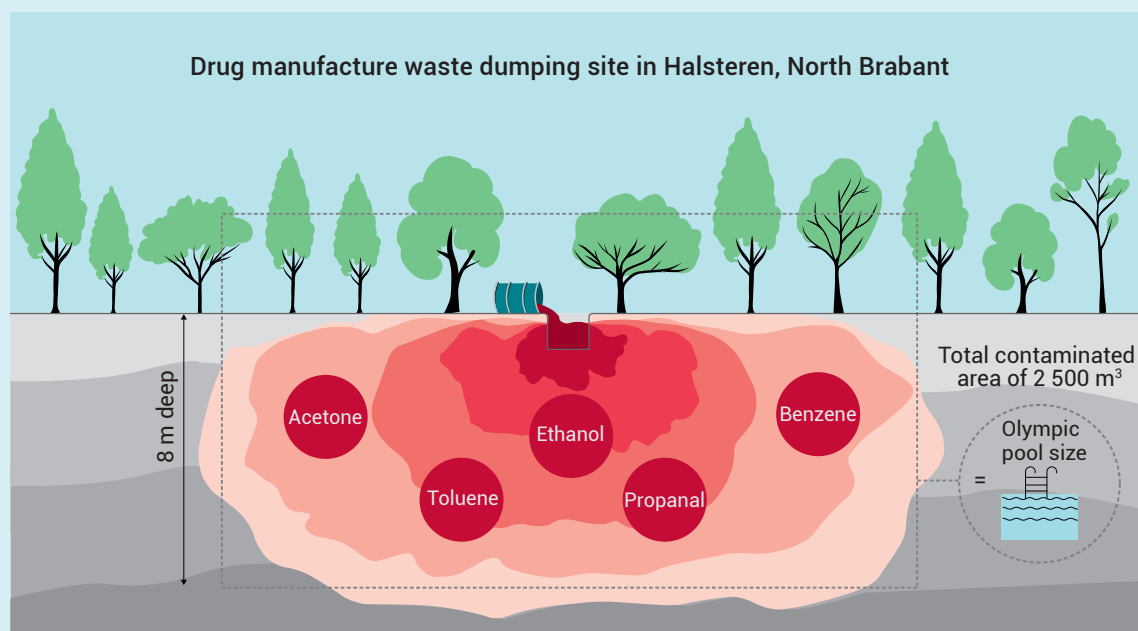 Drug manufacture waste dumping site in Halsteren, North Brabant
8 m deep
Acetone
Toluene
Ethanol
Propanal
Benzene
Total contaminated
area of 2 500 m³
=
Olympic
pool size